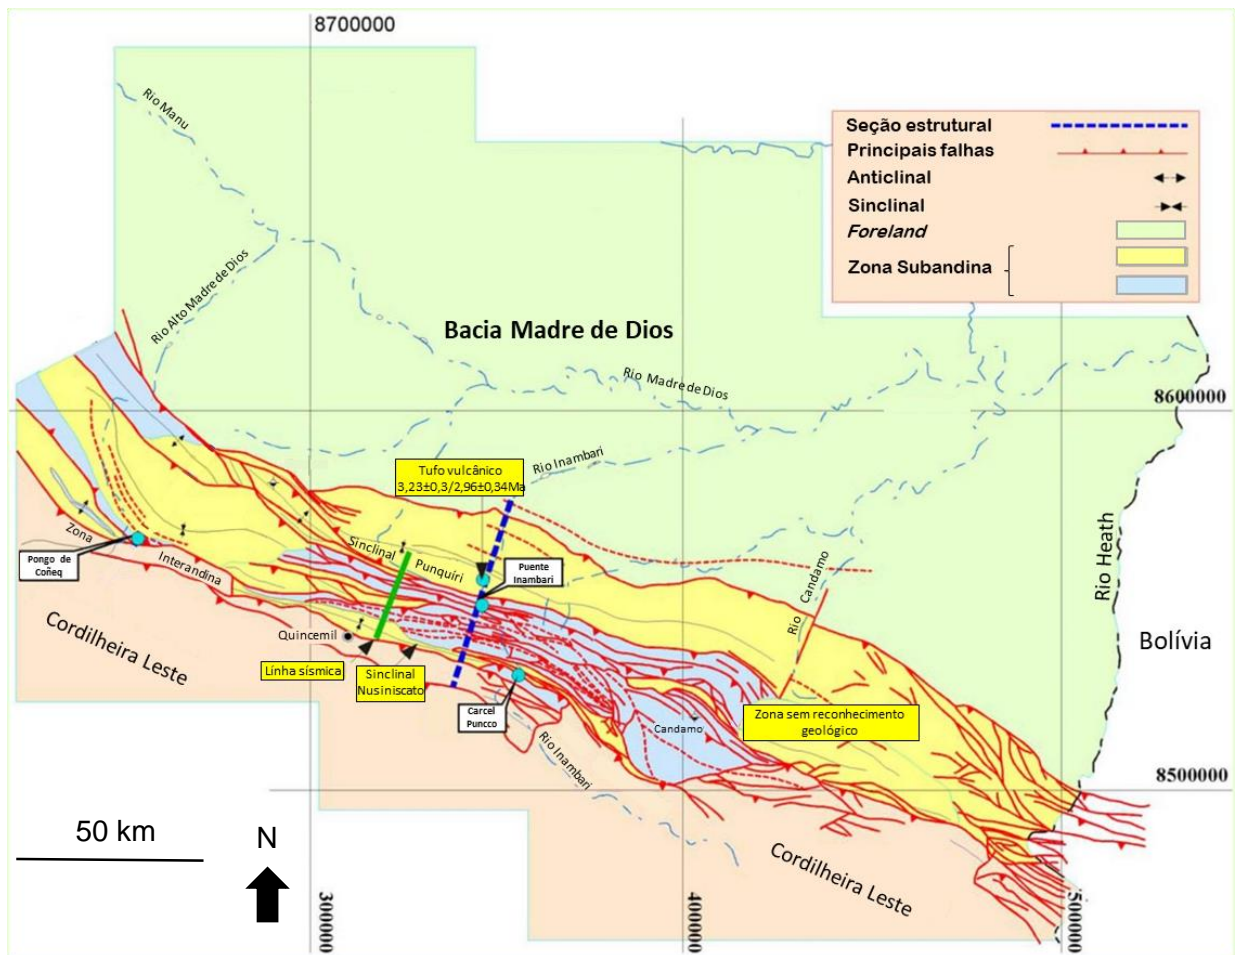 8700000
Rio Manu
Seção estrutural
Principais falhas
Anticlinal
Sinclinal
Foreland
Zona Subandina
Rio Alto Madre de Dios
Bacia Madre de Dios
Rio Madre de Dios
8600000
Rio Inambari
Tufo vulcânico
3,23±0,3/2,96±0,34Ma
Zona
Interandina
Pongo de
Coñeq
Sinclinal
Punquiri
Puente
Inambari
Rio Candamo
Rio Heath
Bolívia
Cordilheira Leste
Quincemil
Línha sísmica
Sinclinal
Nusiniscato
Carcel
Puncco
Candamo
Zona sem reconhecimento
geológico
Rio Inambari
8500000
50 km
N
Cordilheira Leste
300000
400000
500000